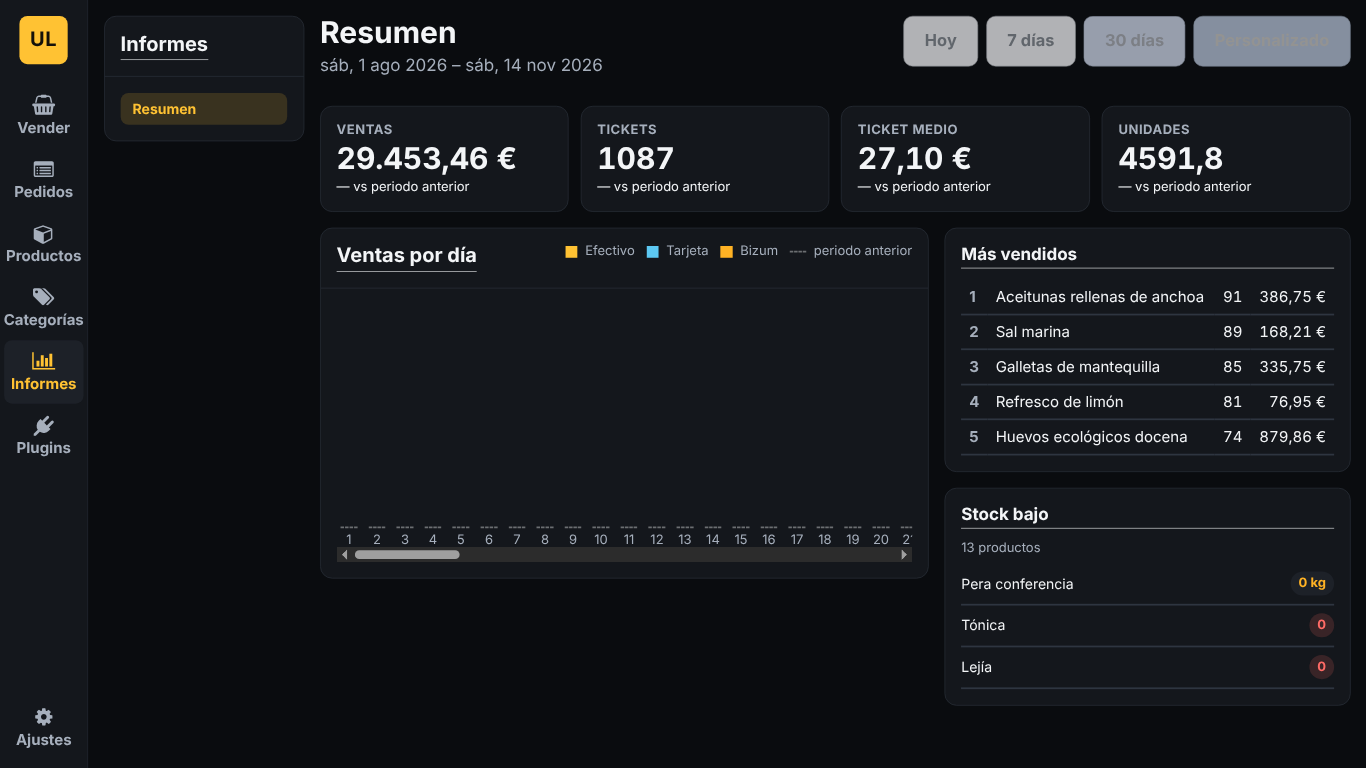 UL
Vender
Pedidos
Productos
Categorías
Informes
Plugins
Ajustes
Informes
Resumen
Resumen
sáb, 1 ago 2026 – sáb, 14 nov 2026
Hoy
7 días
30 días
Personalizado
VENTAS
29.453,46 €
— vs periodo anterior
TICKETS
1087
— vs periodo anterior
TICKET MEDIO
27,10 €
— vs periodo anterior
UNIDADES
4591,8
— vs periodo anterior
Ventas por día
Efectivo Tarjeta Bizum ---- periodo anterior
1 2 3 4 5 6 7 8 9 10 11 12 13 14 15 16 17 18 19 20
Más vendidos
1 Aceitunas rellenas de anchoa 91 386,75 €
2 Sal marina 89 168,21 €
3 Galletas de mantequilla 85 335,75 €
4 Refresco de limón 81 76,95 €
5 Huevos ecológicos docena 74 879,86 €
Stock bajo
13 productos
Pera conferencia 0 kg
Tónica 0
Lejía 0